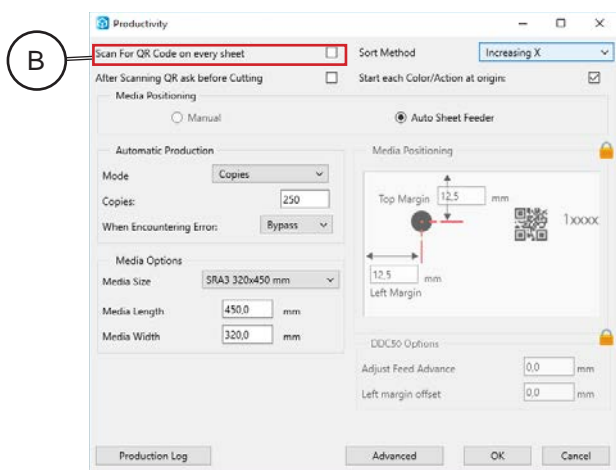 Productivity
B
Scan For QR Code on every sheet
Sort Method Increasing X
After Scanning QR ask before Cutting
Start each Color/Action at origin:
Media Positioning
Manual Auto Sheet Feeder
Automatic Production
Mode Copies
Copies: 250
When Encountering Error: Bypass
Media Options
Media Size SRA3 320x450 mm
Media Length 450,0 mm
Media Width 320,0 mm
Media Positioning
Top Margin 12,5 mm
1xxxx
12,5 mm
Left Margin
DDC50 Options
Adjust Feed Advance 0,0 mm
Left margin offset 0,0 mm
Production Log Advanced OK Cancel